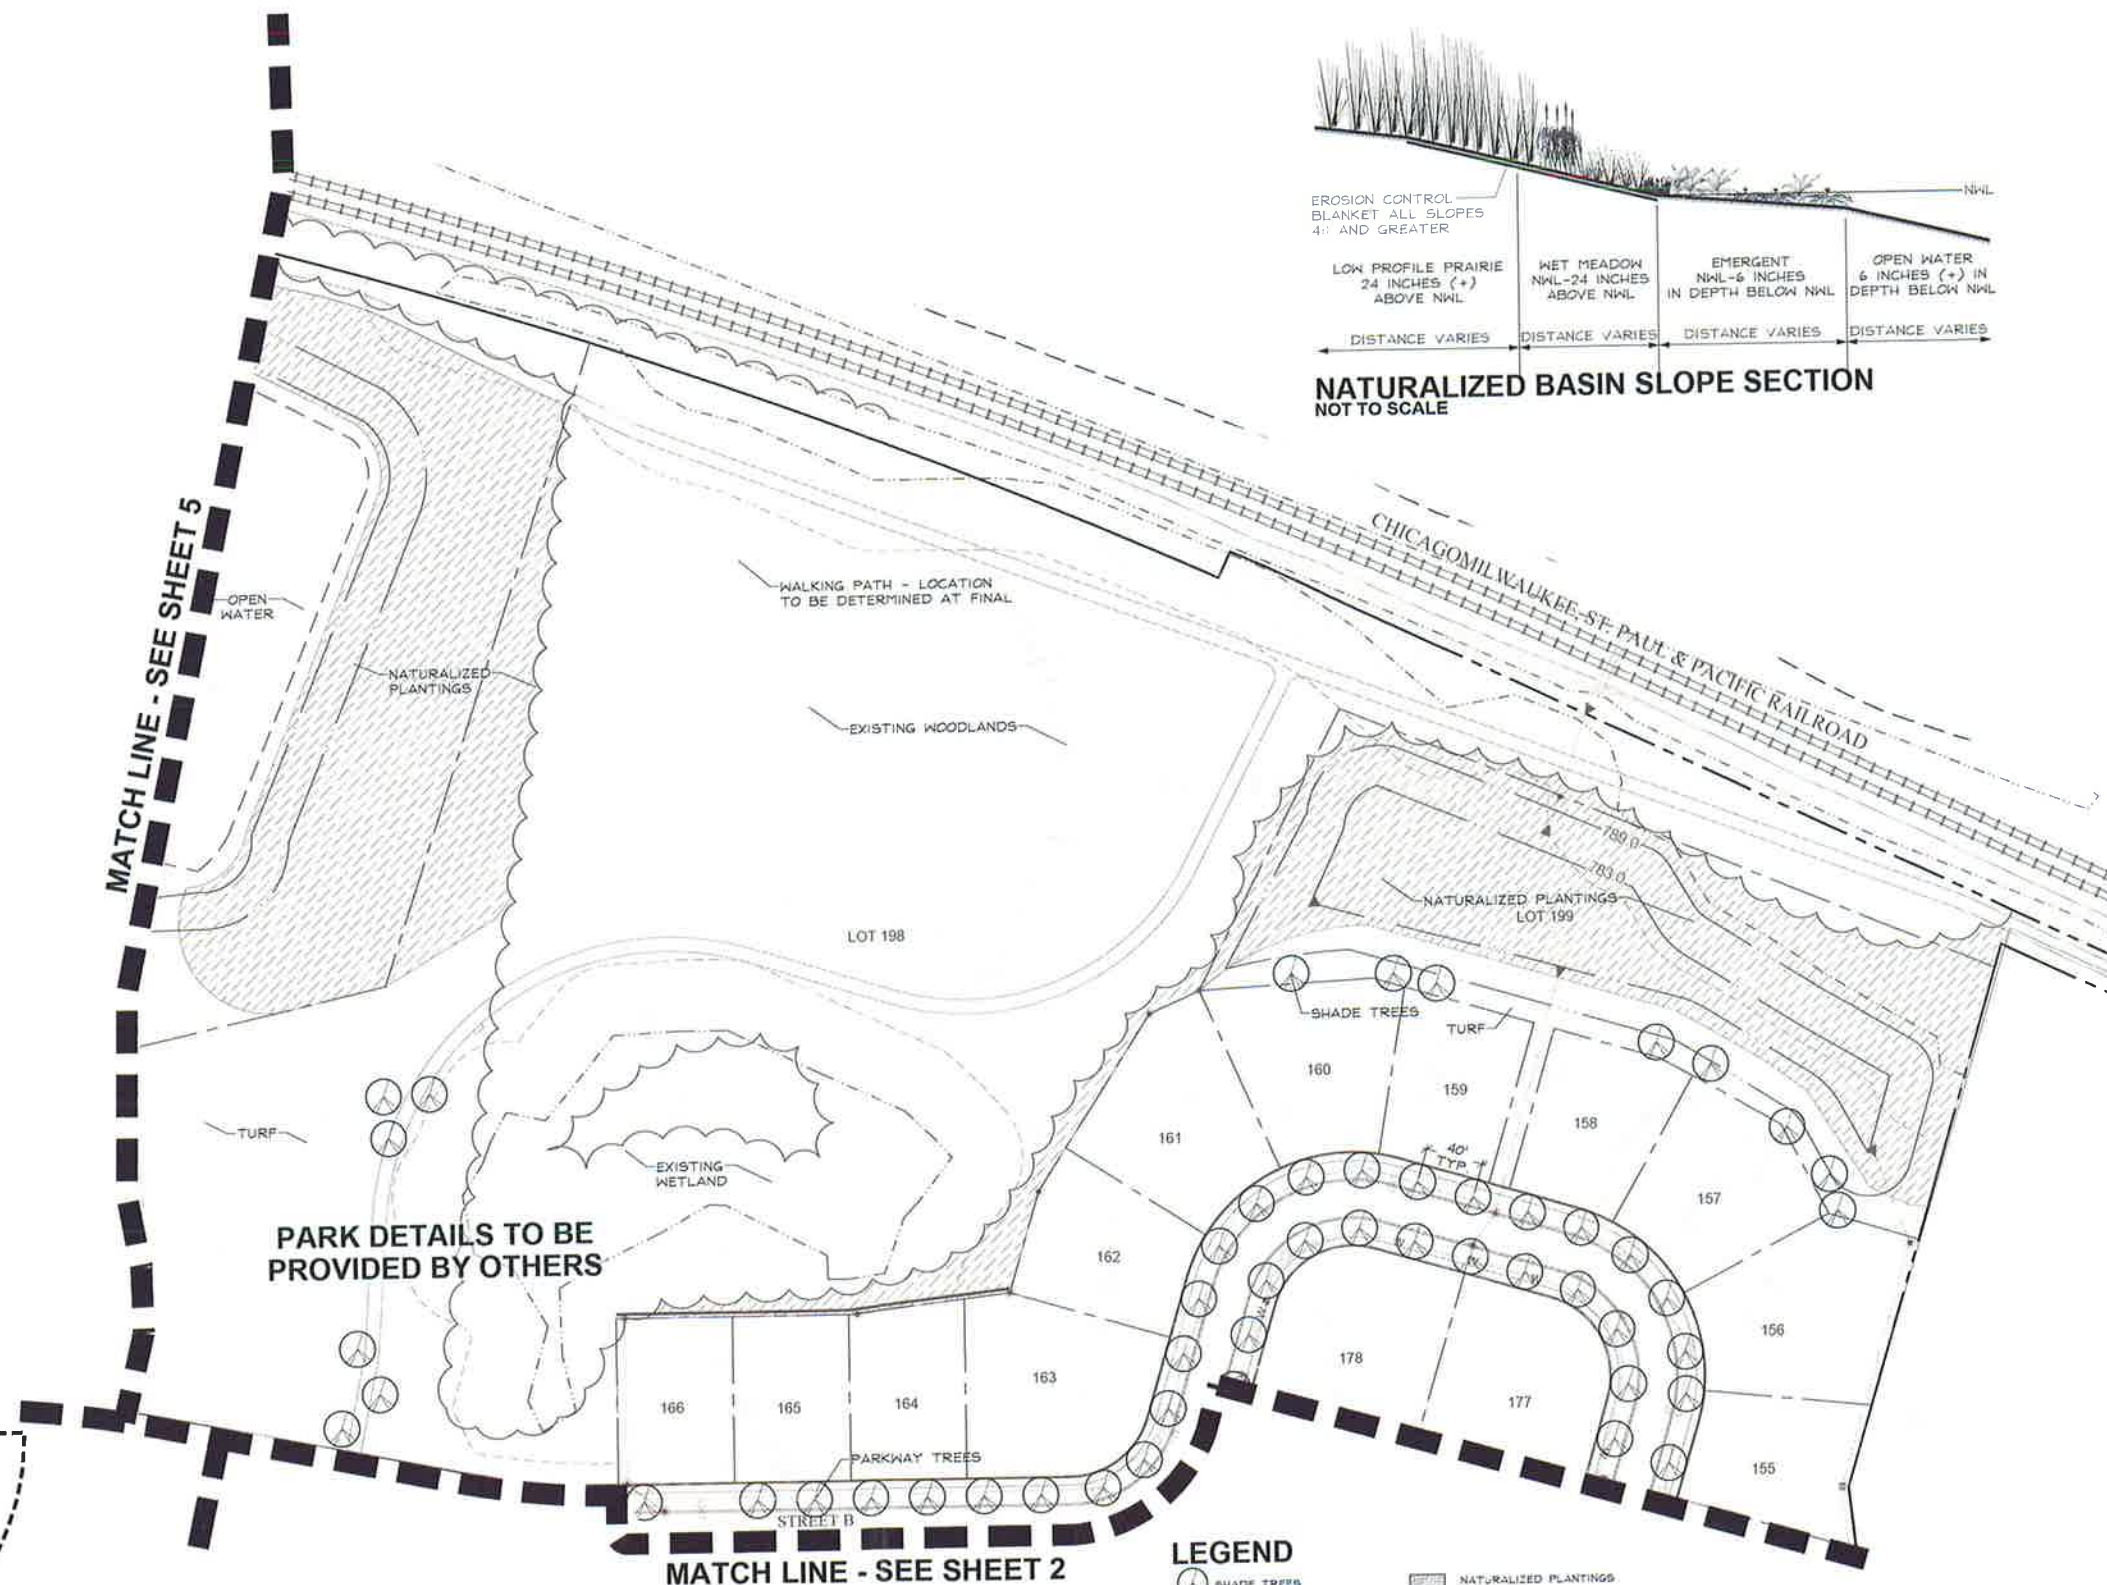 EROSION CONTROL
BLANKET ALL SLOPES
4:1 AND GREATER
NWL
LOW PROFILE PRAIRIE
24 INCHES (+)
ABOVE NWL
WET MEADOW
NWL-24 INCHES
ABOVE NWL
EMERGENT
NWL-6 INCHES
IN DEPTH BELOW NWL
OPEN WATER
6 INCHES (+) IN
DEPTH BELOW NWL
DISTANCE VARIES
DISTANCE VARIES
DISTANCE VARIES
DISTANCE VARIES
NATURALIZED BASIN SLOPE SECTION
NOT TO SCALE
CHICAGOMILWAUKEE, ST. PAUL & PACIFIC RAILROAD
MATCH LINE - SEE SHEET 5
OPEN
WATER
WALKING PATH - LOCATION
TO BE DETERMINED AT FINAL
NATURALIZED
PLANTINGS
EXISTING WOODLANDS
789.0
783.0
NATURALIZED PLANTINGS
LOT 199
LOT 198
SHADE TREES
TURF
160
159
158
161
40'
TYP
TURF
EXISTING
WETLAND
157
PARK DETAILS TO BE
PROVIDED BY OTHERS
162
156
178
177
163
166
165
164
155
PARKWAY TREES
STREET B
MATCH LINE - SEE SHEET 2
LEGEND
SHADE TREES
NATURALIZED PLANTINGS